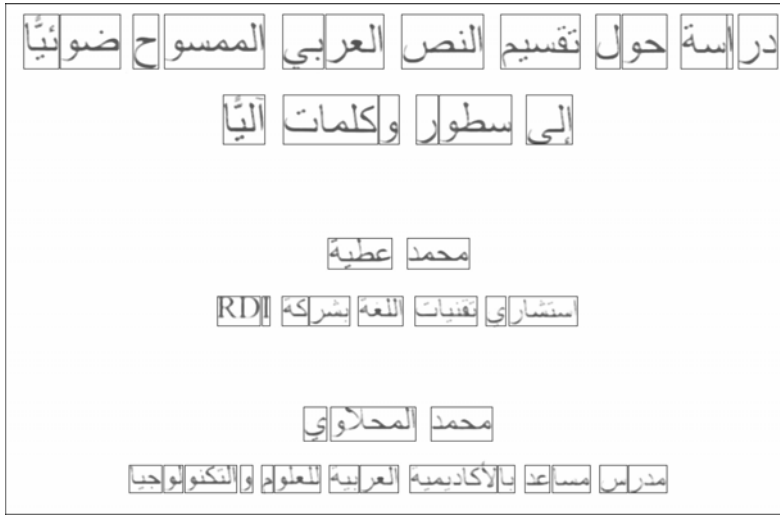 دراسة حول تقسيم النص العربي الممسوح ضوئيًّا
إلى سطور وكلمات آليًّا
محمد عطية
استشاري تقنيات اللغة بشركة RDI
محمد المحلاوي
مدرس مساعد بالأكاديمية العربية للعلوم والتكنولوجيا